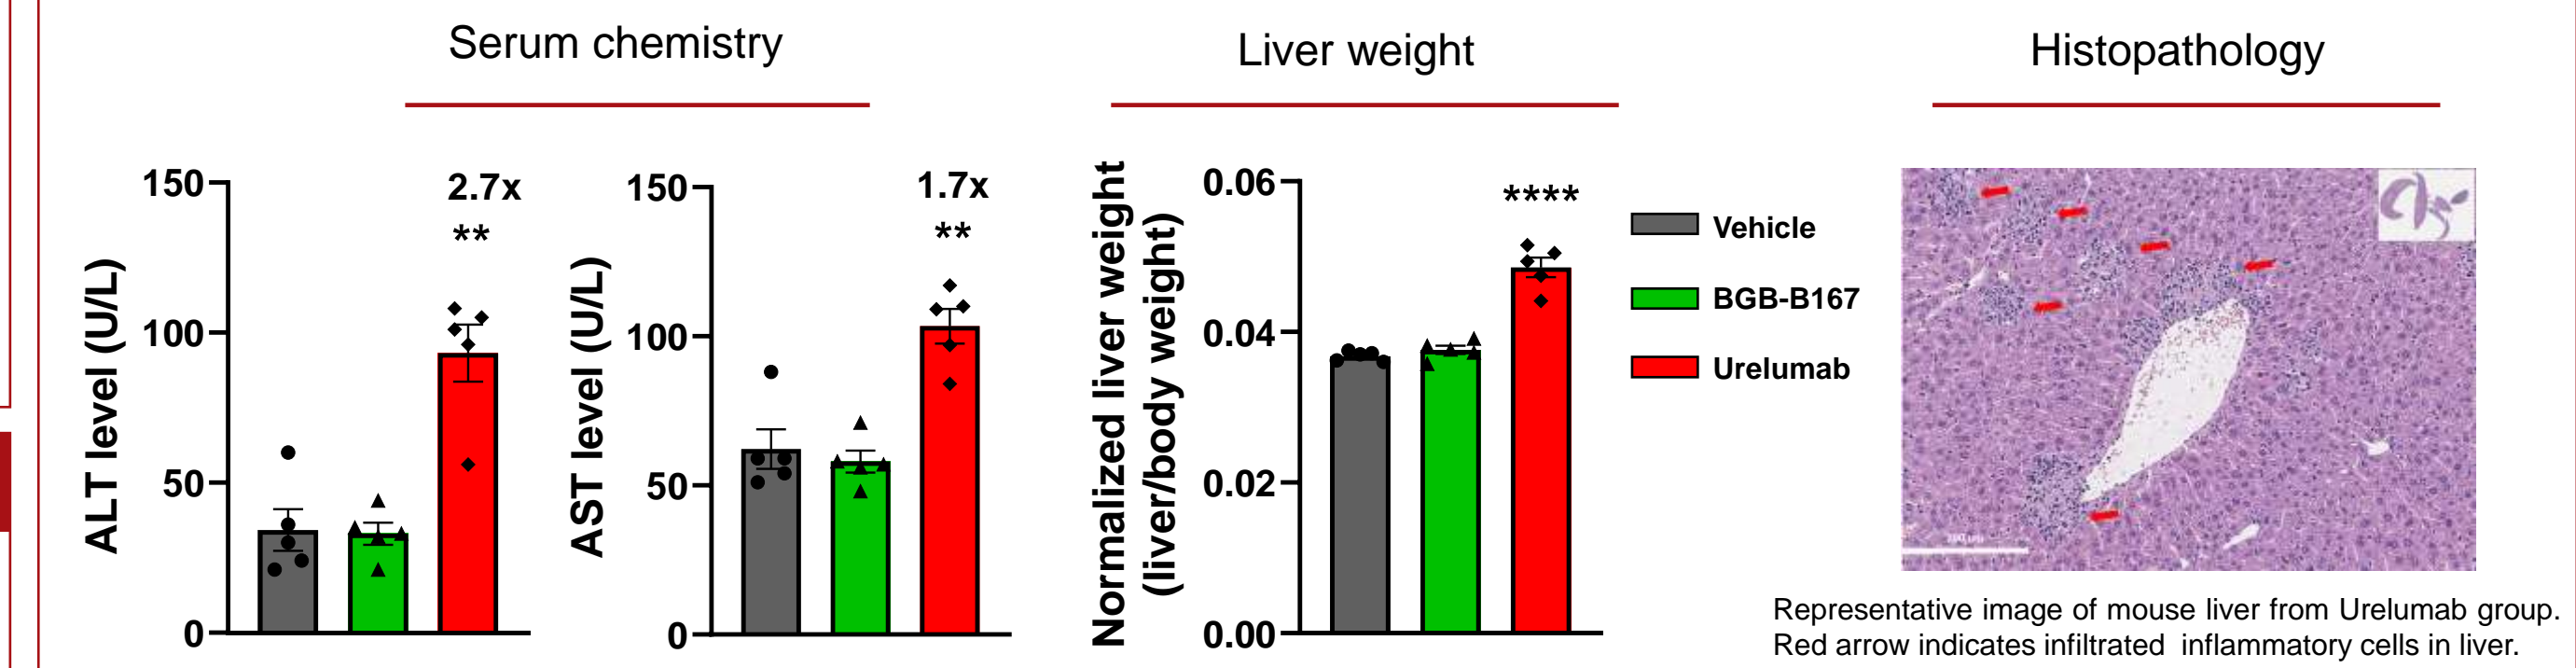 Serum chemistry
Liver weight
Histopathology
ALT level (U/L)
150
100
50
0
2.7x
**
AST level (U/L)
150
100
50
0
1.7x
**
Normalized liver weight
(liver/body weight)
0.06
0.04
0.02
0.00
****
Vehicle
BGB-B167
Urelumab
Representative image of mouse liver from Urelumab group.
Red arrow indicates infiltrated  inflammatory cells in liver.